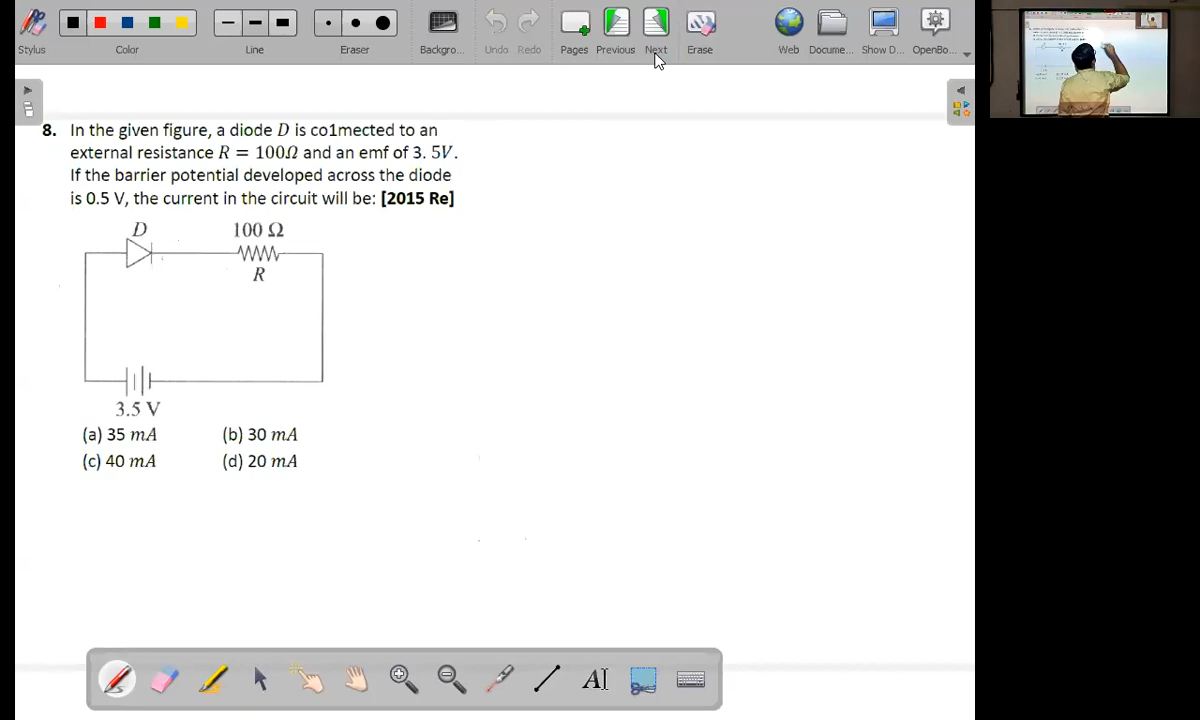 Stylus Color Line Eraser Backgro... Undo Redo Pages Previous Next Erase Web Docume... Show D... OpenBo...
8. In the given figure, a diode D is co1mected to an
external resistance R = 100Ω and an emf of 3. 5V.
If the barrier potential developed across the diode
is 0.5 V, the current in the circuit will be: [2015 Re]
D 100 Ω
R
3.5 V
(a) 35 mA (b) 30 mA
(c) 40 mA (d) 20 mA
AI